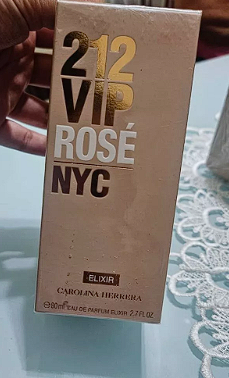 212
VIP
ROSÉ
NYC
ELIXIR
CAROLINA HERRERA
℮80ml EAU DE PARFUM ELIXIR 2.7 FL.OZ.